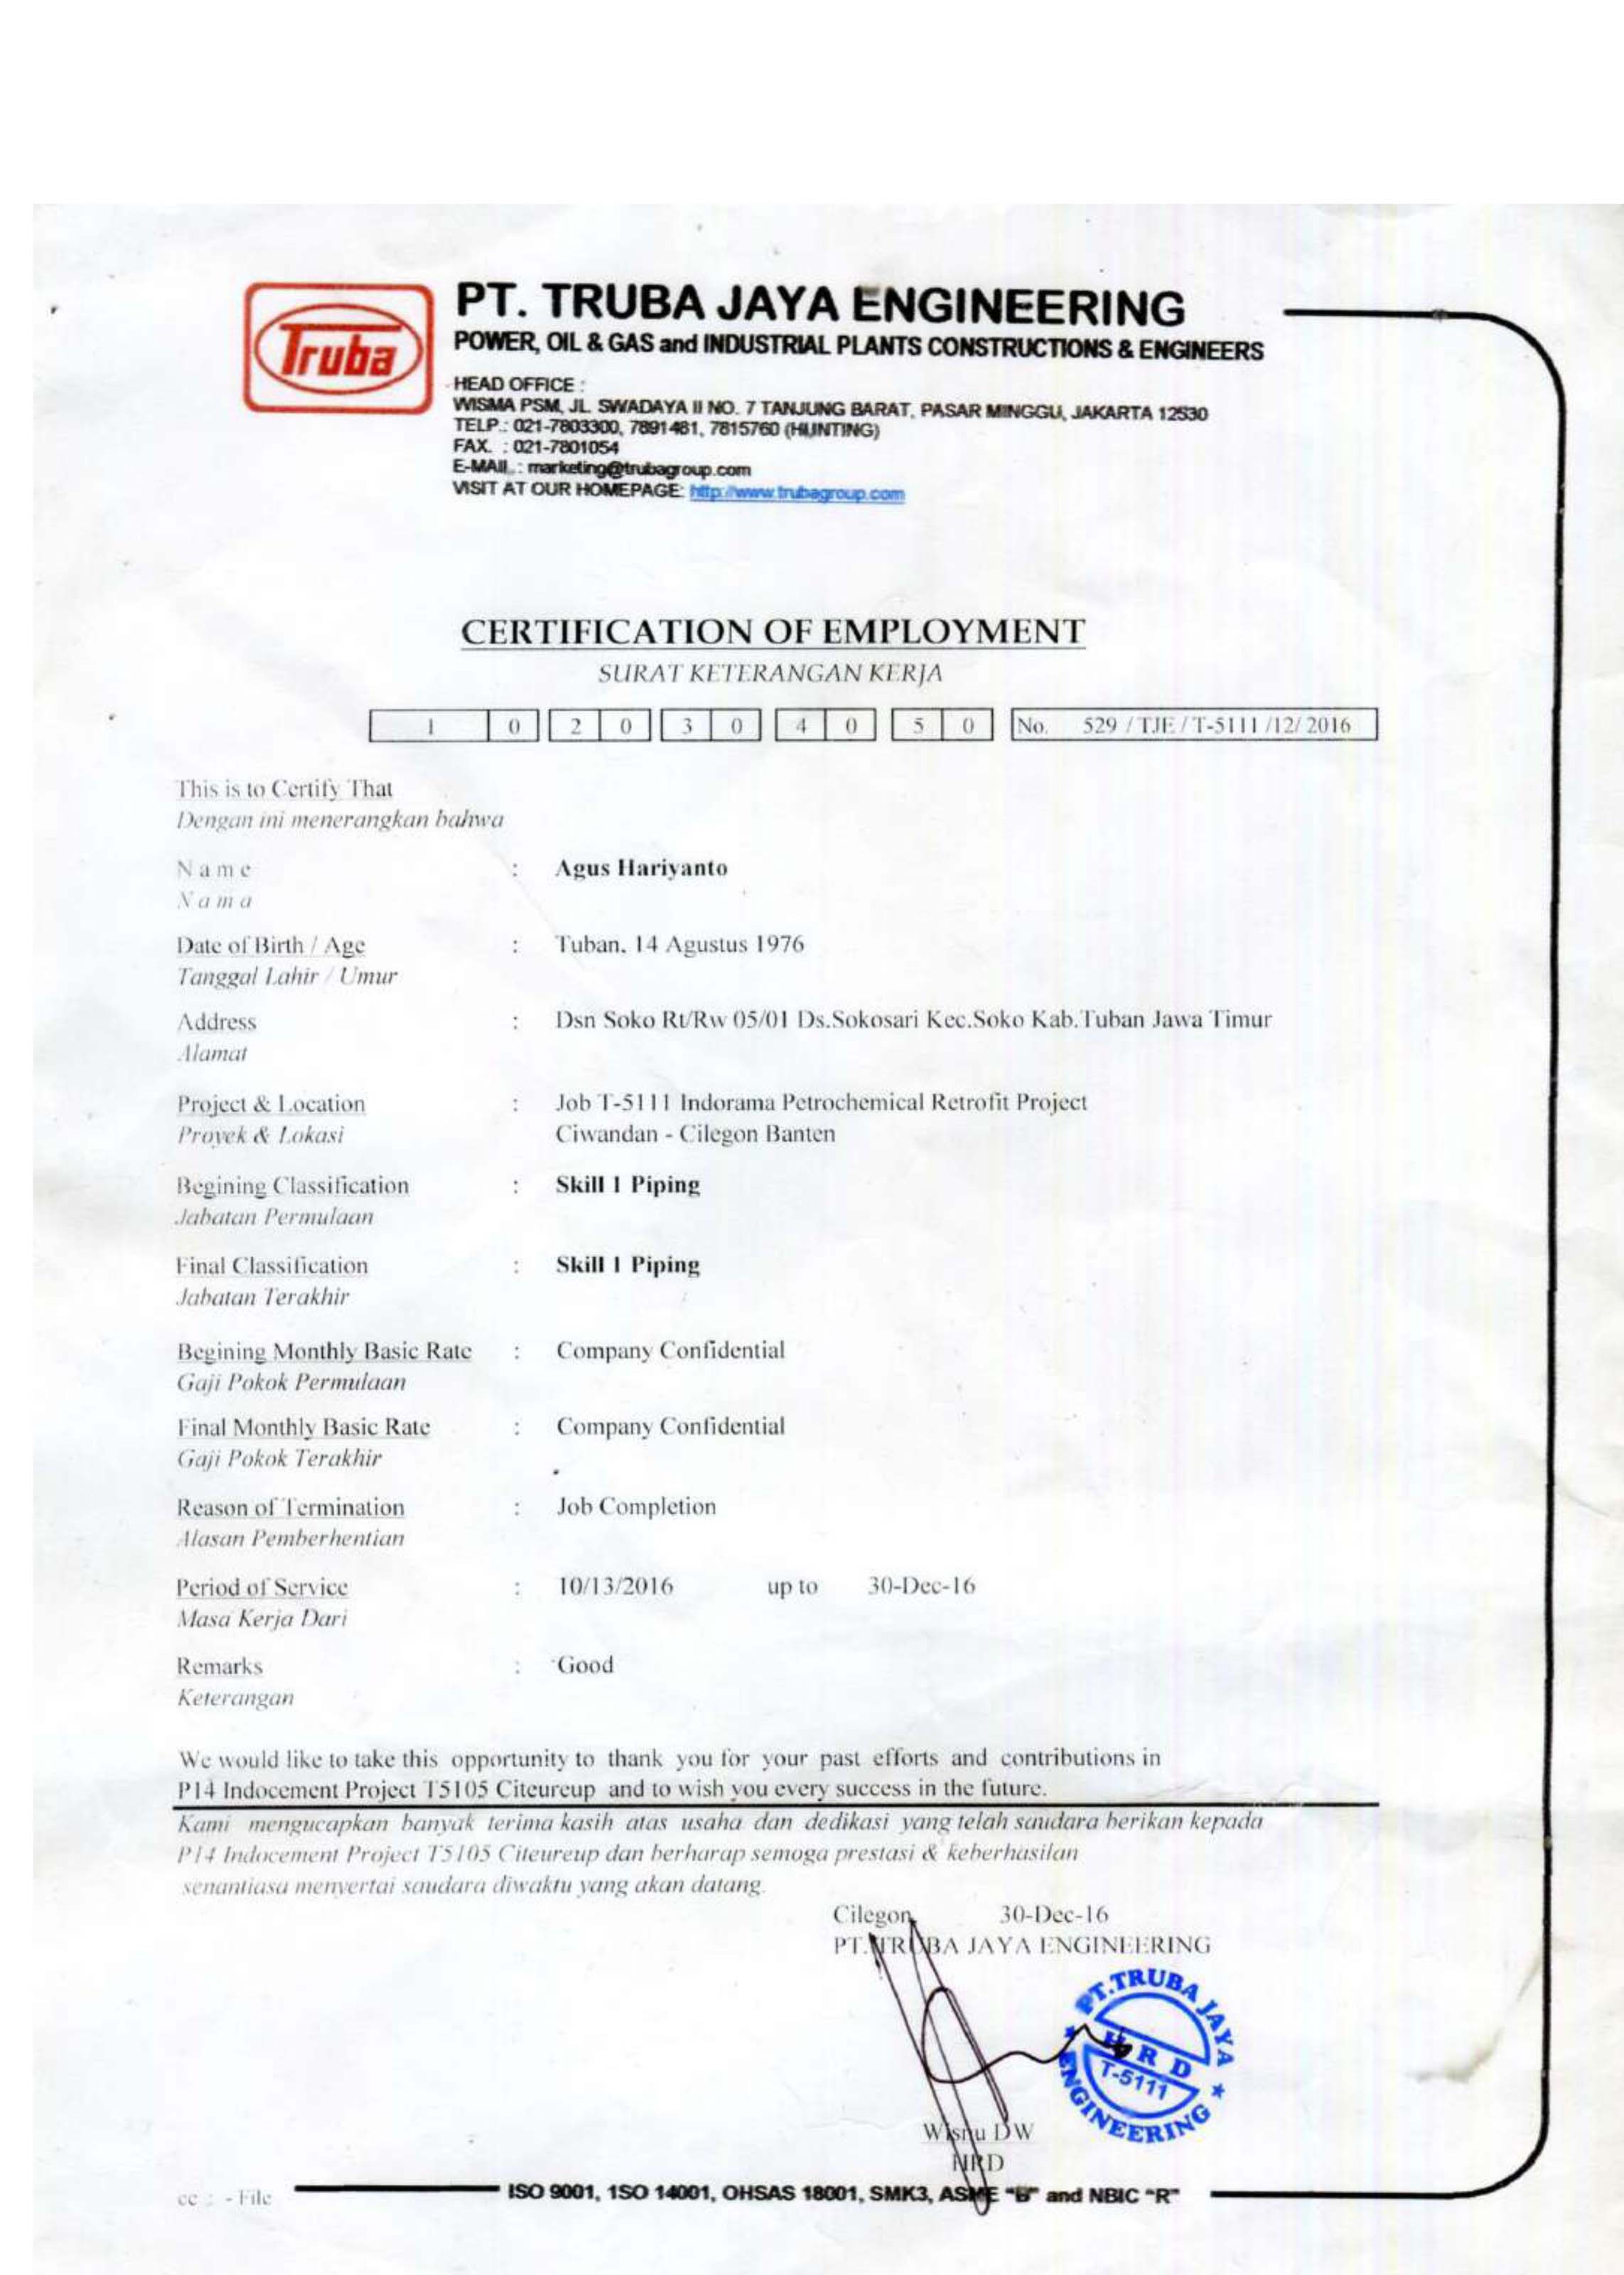 Truba
PT. TRUBA JAYA ENGINEERING
POWER, OIL & GAS and INDUSTRIAL PLANTS CONSTRUCTIONS & ENGINEERS
HEAD OFFICE :
WISMA PSM, JL. SWADAYA II NO. 7 TANJUNG BARAT, PASAR MINGGU, JAKARTA 12530
TELP.: 021-7803300, 7891481, 7815760 (HUNTING)
FAX. : 021-7801054
E-MAIL : marketing@trubagroup.com
VISIT AT OUR HOMEPAGE: http://www.trubagroup.com
CERTIFICATION OF EMPLOYMENT
SURAT KETERANGAN KERJA
1 0 2 0 3 0 4 0 5 0 No. 529 / TJE / T-5111 /12/ 2016
This is to Certify That
Dengan ini menerangkan bahwa
Name : Agus Hariyanto
Nama
Date of Birth / Age : Tuban, 14 Agustus 1976
Tanggal Lahir / Umur
Address : Dsn Soko Rt/Rw 05/01 Ds.Sokosari Kec.Soko Kab.Tuban Jawa Timur
Alamat
Project & Location : Job T-5111 Indorama Petrochemical Retrofit Project
Proyek & Lokasi Ciwandan - Cilegon Banten
Begining Classification : Skill 1 Piping
Jabatan Permulaan
Final Classification : Skill 1 Piping
Jabatan Terakhir
Begining Monthly Basic Rate : Company Confidential
Gaji Pokok Permulaan
Final Monthly Basic Rate : Company Confidential
Gaji Pokok Terakhir
Reason of Termination : Job Completion
Alasan Pemberhentian
Period of Service : 10/13/2016 up to 30-Dec-16
Masa Kerja Dari
Remarks : Good
Keterangan
We would like to take this opportunity to thank you for your past efforts and contributions in
P14 Indocement Project T5105 Citeureup and to wish you every success in the future.
Kami mengucapkan banyak terima kasih atas usaha dan dedikasi yang telah saudara berikan kepada
P14 Indocement Project T5105 Citeureup dan berharap semoga prestasi & keberhasilan
senantiasa menyertai saudara diwaktu yang akan datang.
Cilegon, 30-Dec-16
PT. TRUBA JAYA ENGINEERING
PT.TRUBA JAYA
HRD
T-5111
ENGINEERING
Wisnu DW
HRD
cc : - File
ISO 9001, 1SO 14001, OHSAS 18001, SMK3, ASME "B" and NBIC "R"